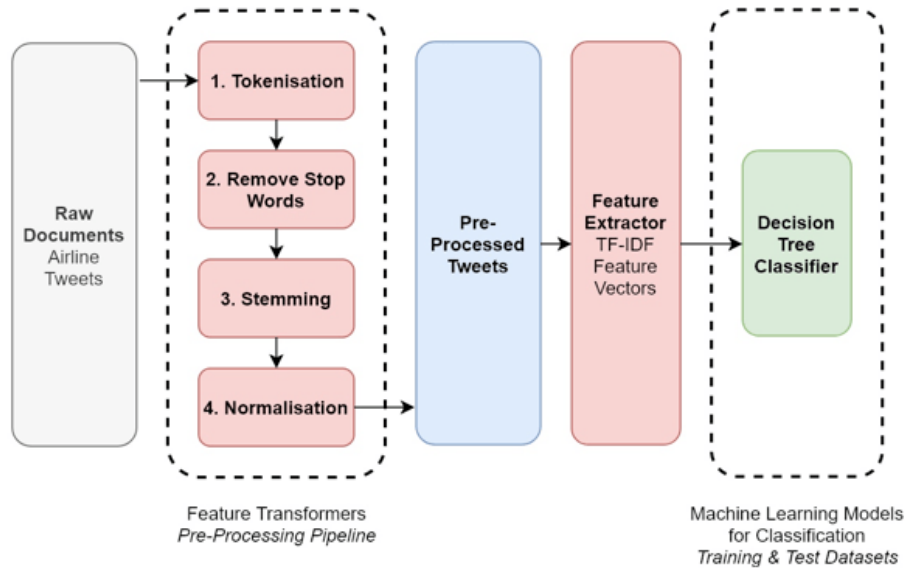 Raw
Documents
Airline
Tweets
1. Tokenisation
2. Remove Stop
Words
3. Stemming
4. Normalisation
Pre-
Processed
Tweets
Feature
Extractor
TF-IDF
Feature
Vectors
Decision
Tree
Classifier
Feature Transformers
Pre-Processing Pipeline
Machine Learning Models
for Classification
Training & Test Datasets